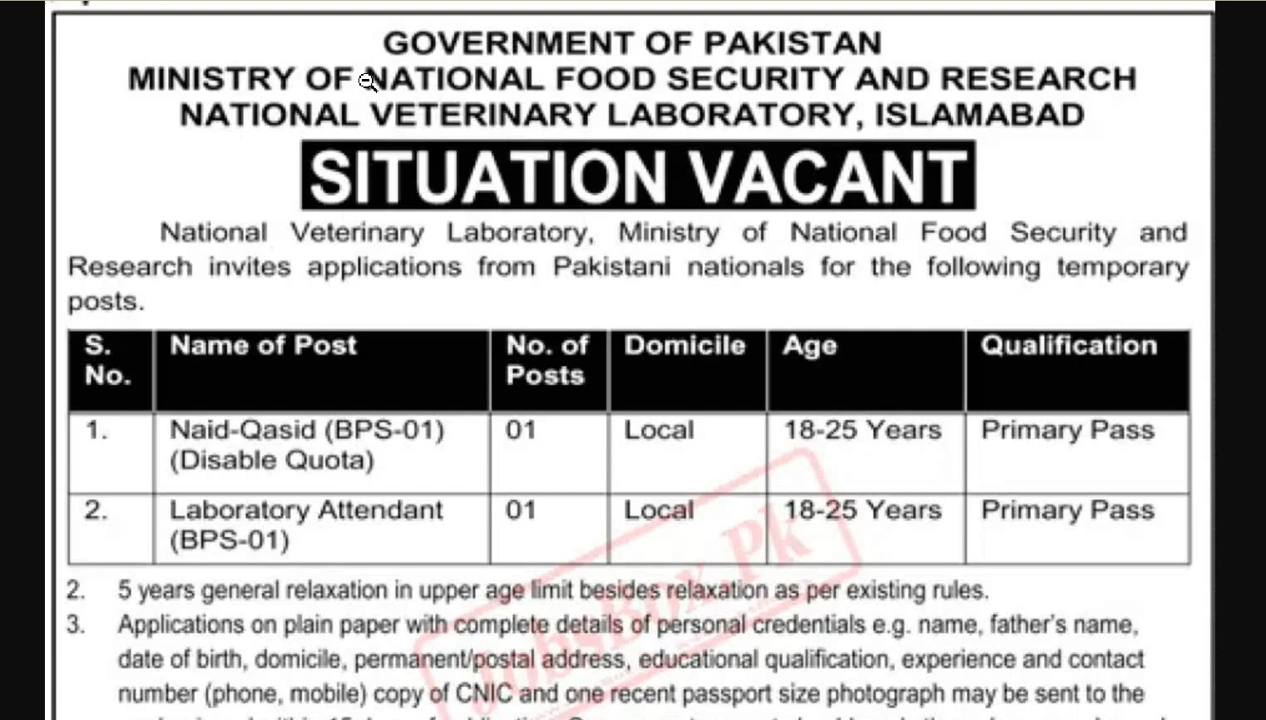 GOVERNMENT OF PAKISTAN
MINISTRY OF NATIONAL FOOD SECURITY AND RESEARCH
NATIONAL VETERINARY LABORATORY, ISLAMABAD
SITUATION VACANT
National Veterinary Laboratory, Ministry of National Food Security and
Research invites applications from Pakistani nationals for the following temporary
posts.
S. No. Name of Post No. of Posts Domicile Age Qualification
1. Naid-Qasid (BPS-01) 01 Local 18-25 Years Primary Pass
(Disable Quota)
2. Laboratory Attendant 01 Local 18-25 Years Primary Pass
(BPS-01)
2. 5 years general relaxation in upper age limit besides relaxation as per existing rules.
3. Applications on plain paper with complete details of personal credentials e.g. name, father's name,
date of birth, domicile, permanent/postal address, educational qualification, experience and contact
number (phone, mobile) copy of CNIC and one recent passport size photograph may be sent to the
JobsBox.Pk